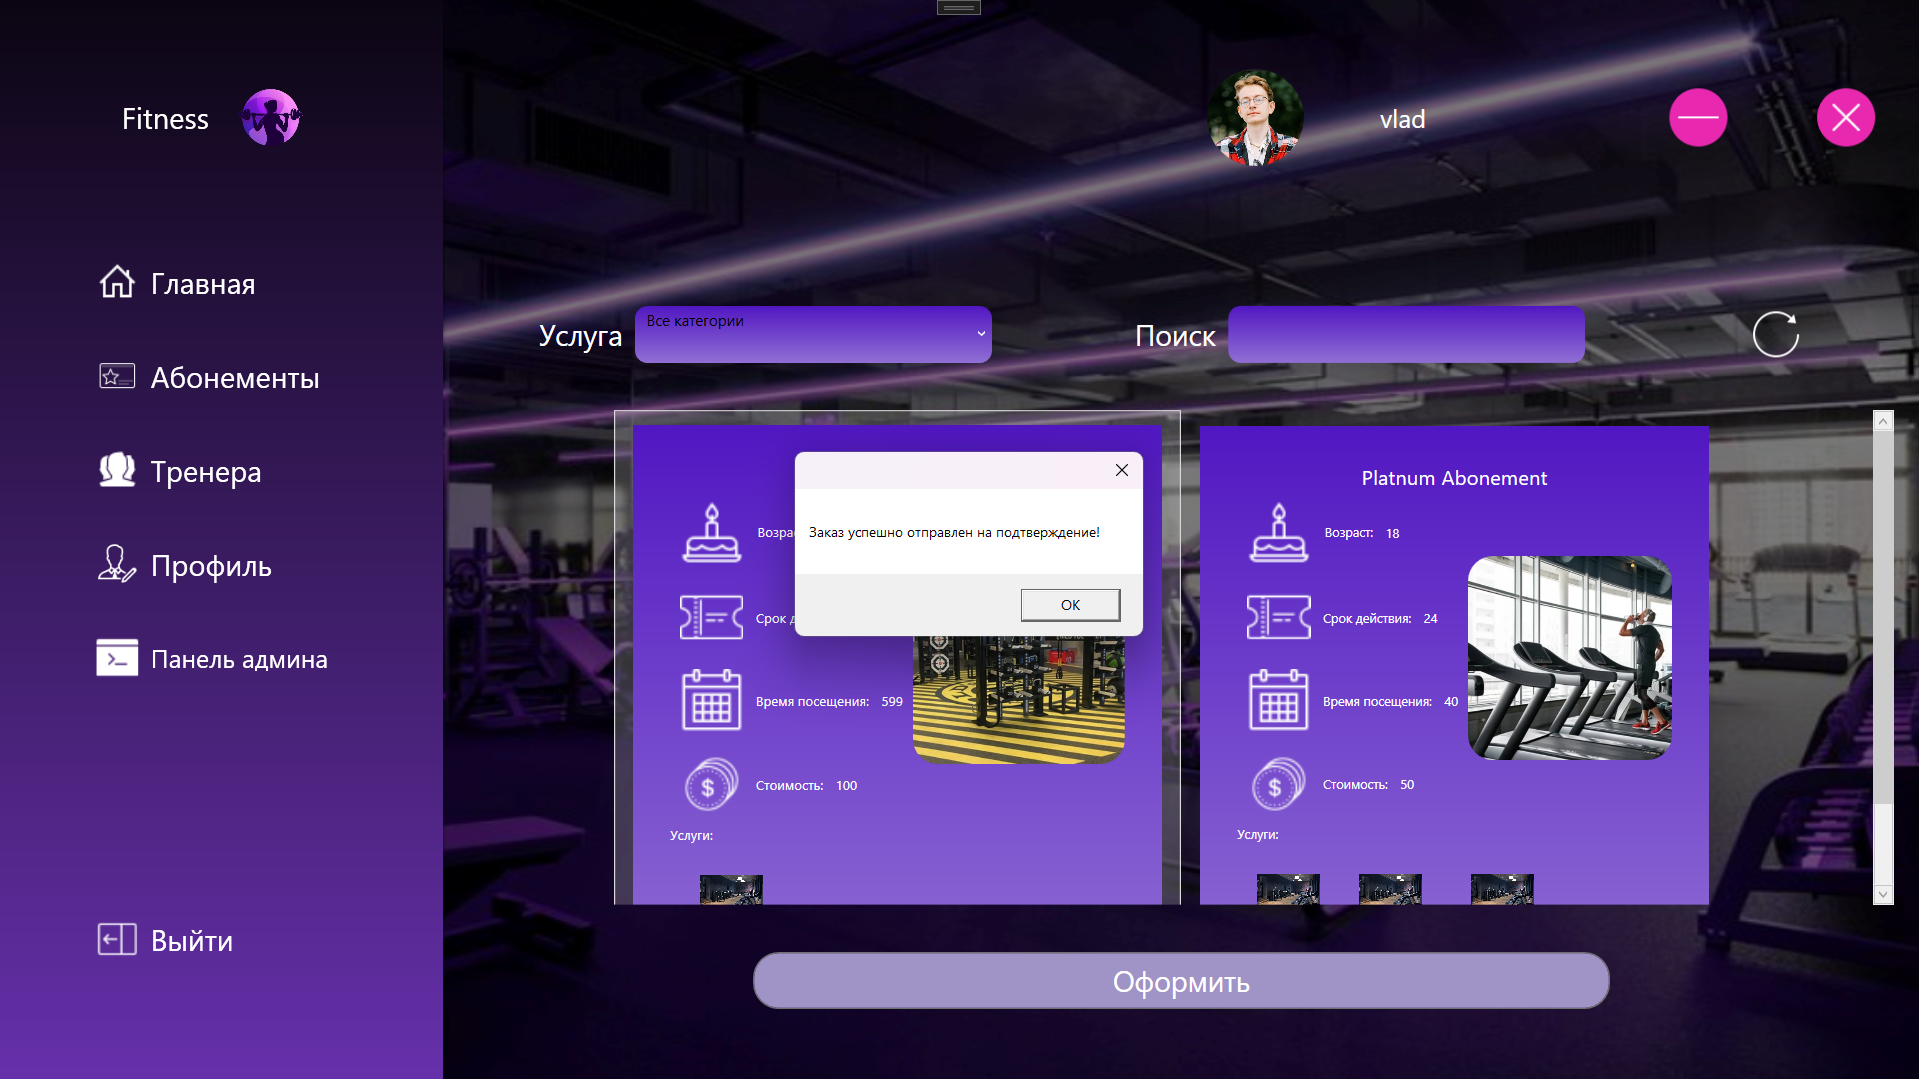 Fitness
vlad
Главная
Абонементы
Тренера
Профиль
Панель админа
Выйти
Услуга
Все категории
Поиск
Заказ успешно отправлен на подтверждение!
OK
Срок
Время посещения: 599
Стоимость: 100
Услуги:
Platnum Abonement
Возраст: 18
Срок действия: 24
Время посещения: 40
Стоимость: 50
Услуги:
Оформить